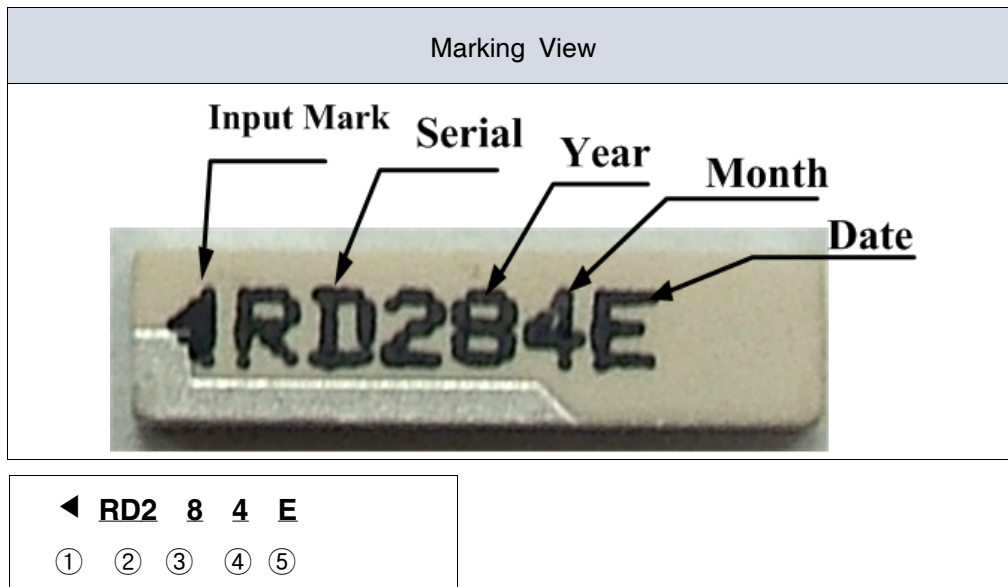 Marking View
Input Mark
Serial
Year
Month
Date
◀RD284E
◀ RD2 8 4 E
① ② ③ ④ ⑤